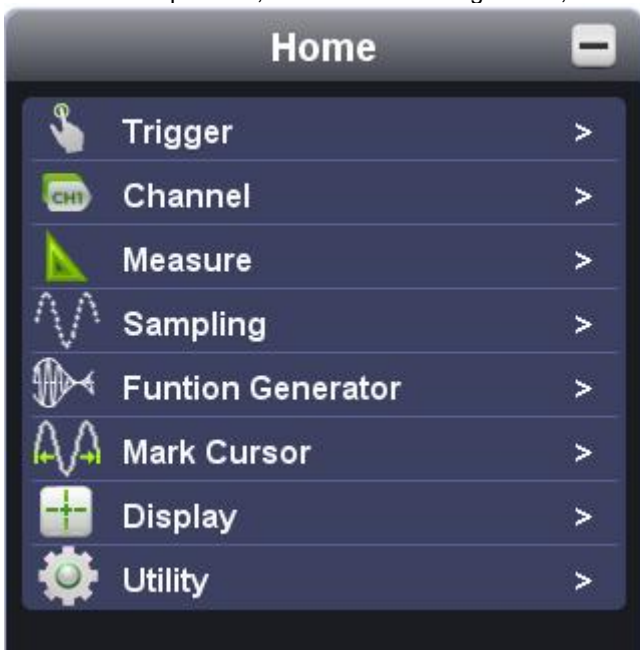 Home
Trigger >
CH1
Channel >
Measure >
Sampling >
Funtion Generator >
Mark Cursor >
Display >
Utility >